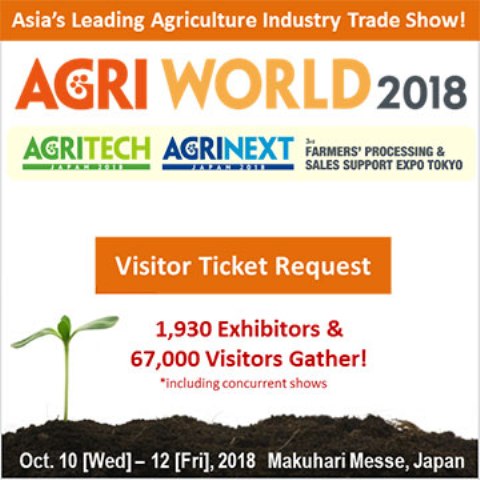 Asia's Leading Agriculture Industry Trade Show!
AGRI WORLD 2018
AGRITECH
JAPAN 2018
AGRINEXT
JAPAN 2018
3rd
FARMERS' PROCESSING &
SALES SUPPORT EXPO TOKYO
Visitor Ticket Request
1,930 Exhibitors &
67,000 Visitors Gather!
*including concurrent shows
Oct. 10 [Wed] – 12 [Fri], 2018 Makuhari Messe, Japan